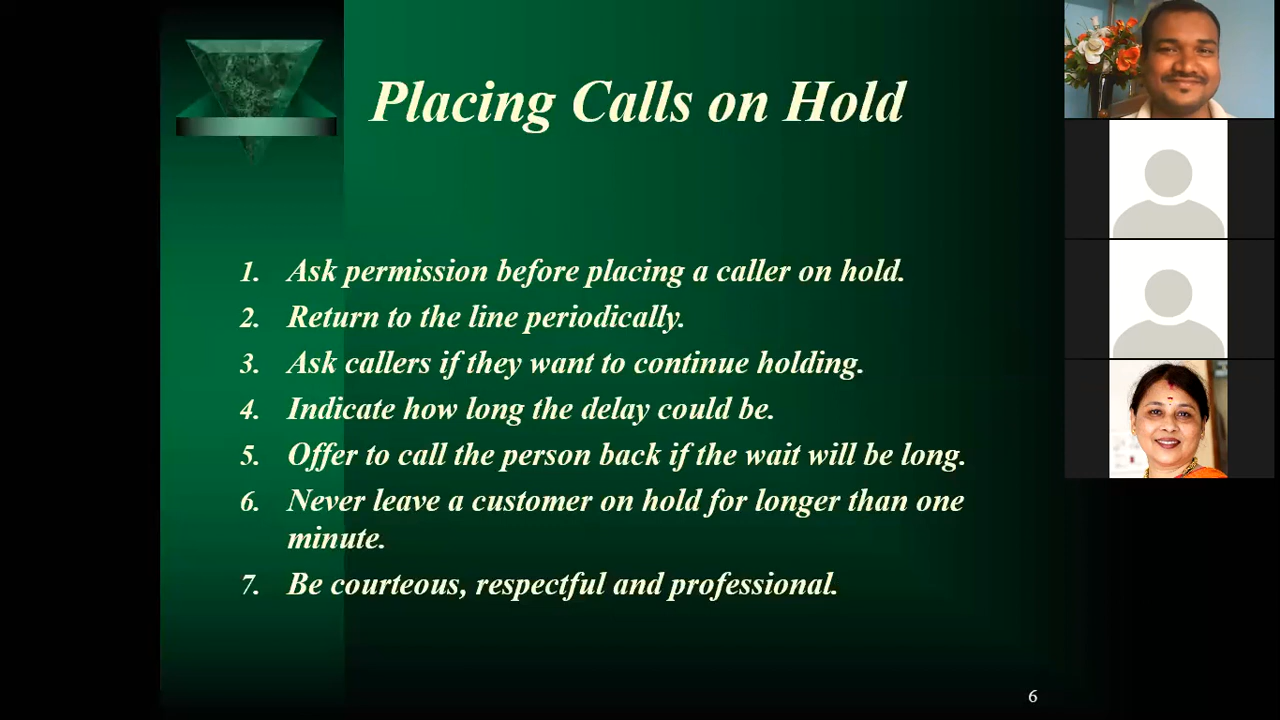 Placing Calls on Hold
1. Ask permission before placing a caller on hold.
2. Return to the line periodically.
3. Ask callers if they want to continue holding.
4. Indicate how long the delay could be.
5. Offer to call the person back if the wait will be long.
6. Never leave a customer on hold for longer than one
minute.
7. Be courteous, respectful and professional.
6